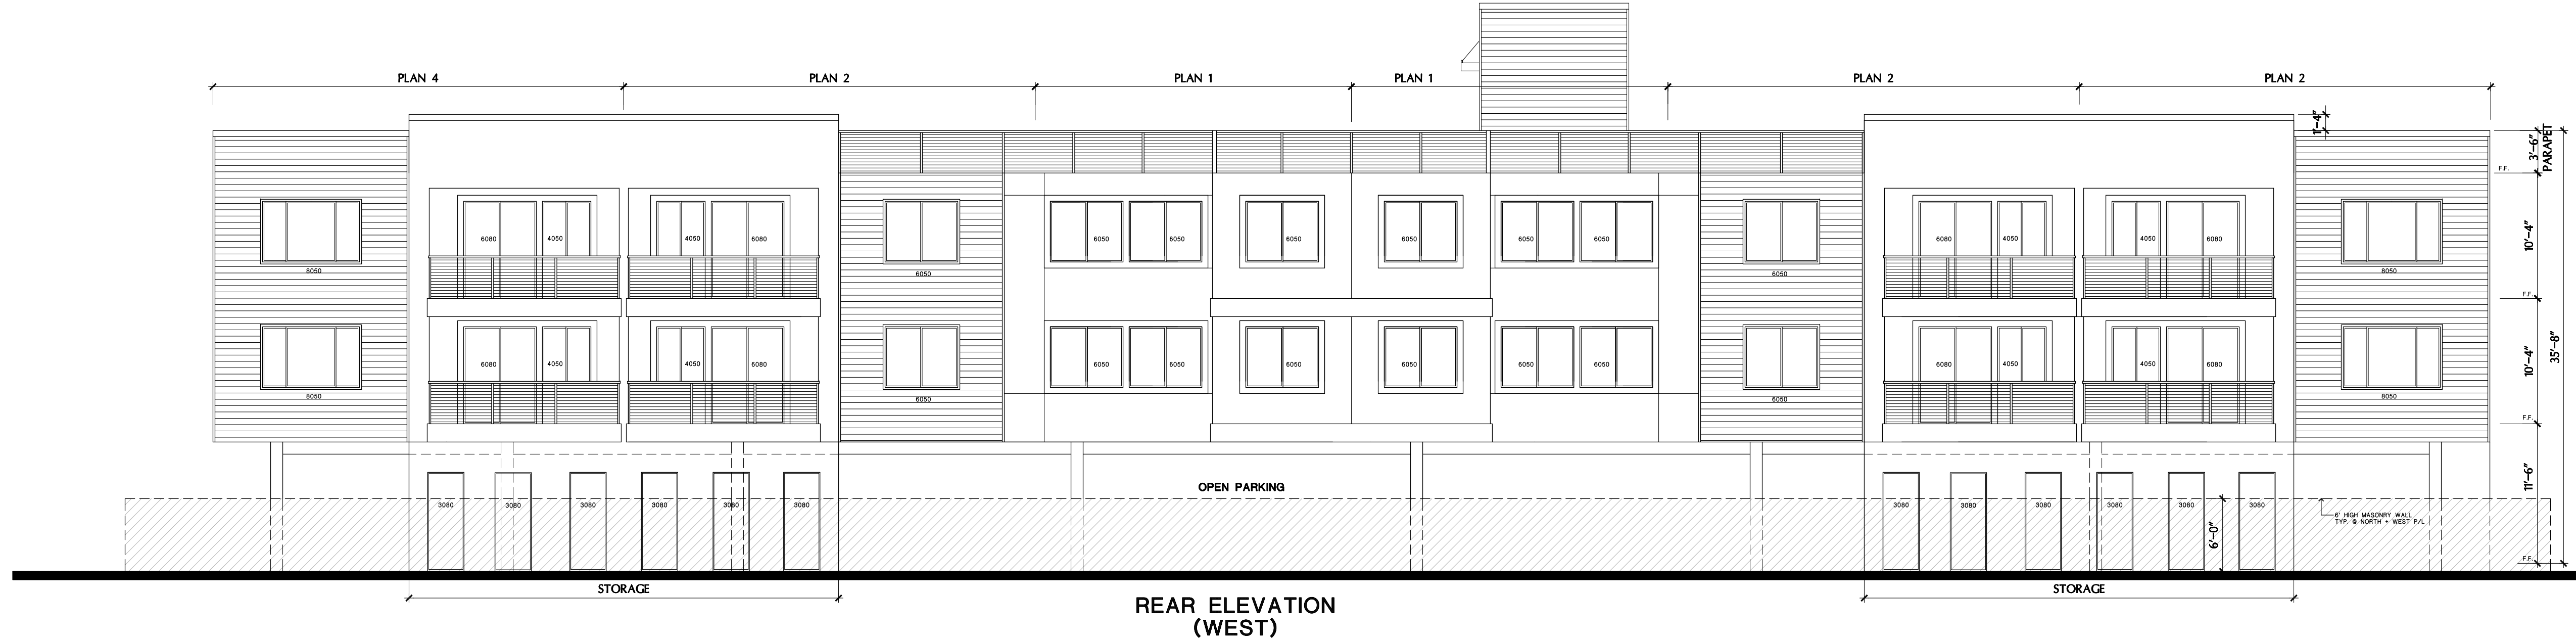 PLAN 4 PLAN 2 PLAN 1 PLAN 1 PLAN 2 PLAN 2
1'-4"
3'-6"
PARAPET
F.F.
6080 4050 4050 6080 6050 6050 6050 6050 6050 6050 6080 4050 4050 6080
10'-4"
8050 6050 6050 8050
F.F.
35'-8"
6080 4050 4050 6080 6050 6050 6050 6050 6050 6050 6080 4050 4050 6080
10'-4"
8050 6050 6050 8050
F.F.
11'-6"
OPEN PARKING
3080 3080 3080 3080 3080 3080 3080 3080 3080 3080 3080 3080
6' HIGH MASONRY WALL
TYP. @ NORTH + WEST P/L
6'-0"
F.F.
STORAGE STORAGE
REAR ELEVATION
(WEST)